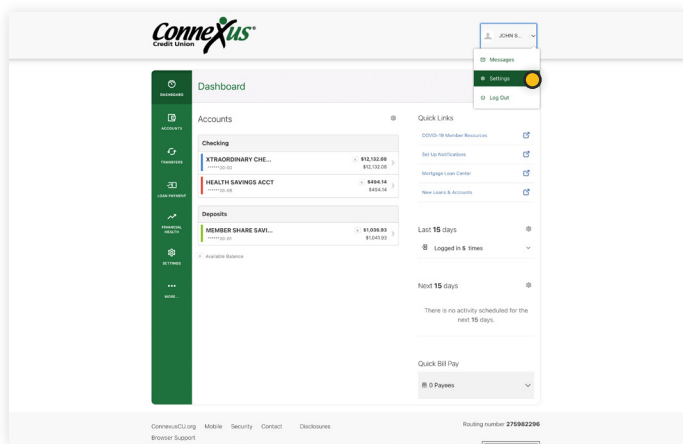 Connexus®
Credit Union
JOHN S...
Messages
Settings
Log Out
DASHBOARD
Dashboard
ACCOUNTS
TRANSFERS
LOAN PAYMENT
FINANCIAL
HEALTH
SETTINGS
MORE...
Accounts
Checking
XTRAORDINARY CHE... $12,132.08
$12,132.08
HEALTH SAVINGS ACCT $494.14
$494.14
Deposits
MEMBER SHARE SAVI... $1,036.93
$1,041.93
Available Balance
Quick Links
COVID-19 Member Resources
Set Up Notifications
Mortgage Loan Center
New Loans & Accounts
Last 15 days
Logged in 5 times
Next 15 days
There is no activity scheduled for the
next 15 days.
Quick Bill Pay
0 Payees
ConnexusCU.org Mobile Security Contact Disclosures
Browser Support
Routing number 275982296